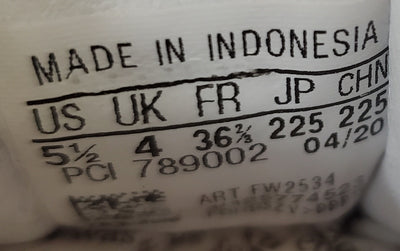 MADE IN INDONESIA
US UK FR JP CHN
5½ 4 36⅔ 225 225
PCI 789002 04/20
ART FW2534